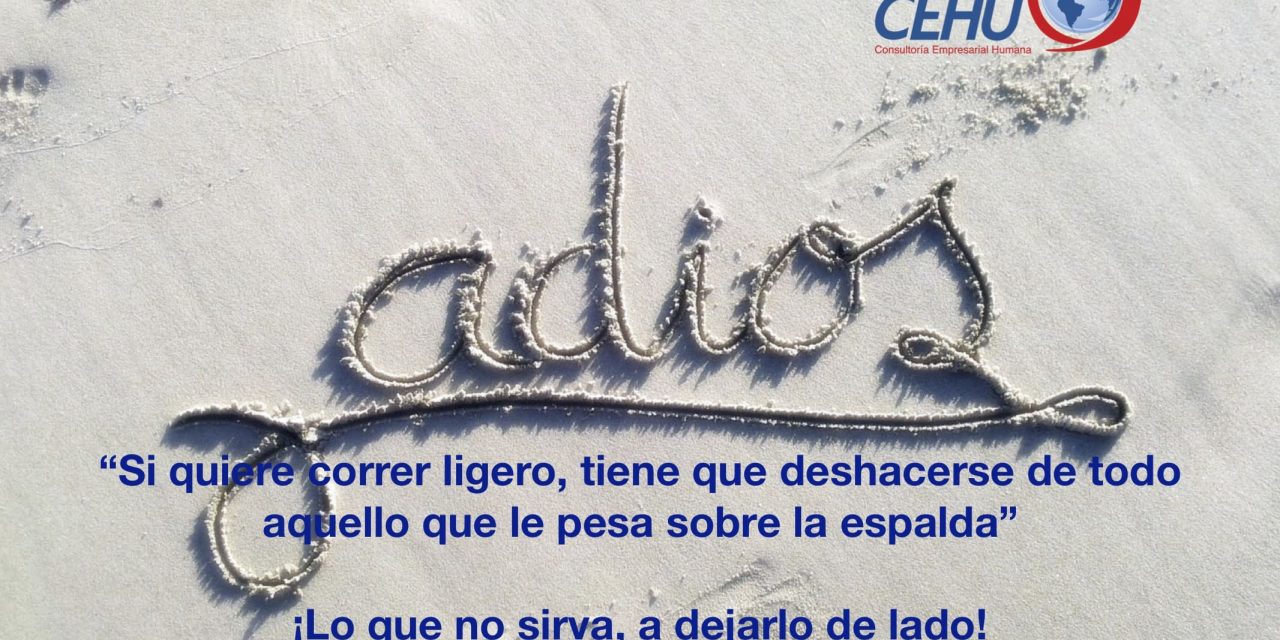 CEHU
Consultoría Empresarial Humana
adios
“Si quiere correr ligero, tiene que deshacerse de todo
aquello que le pesa sobre la espalda”
¡Lo que no sirva, a dejarlo de lado!